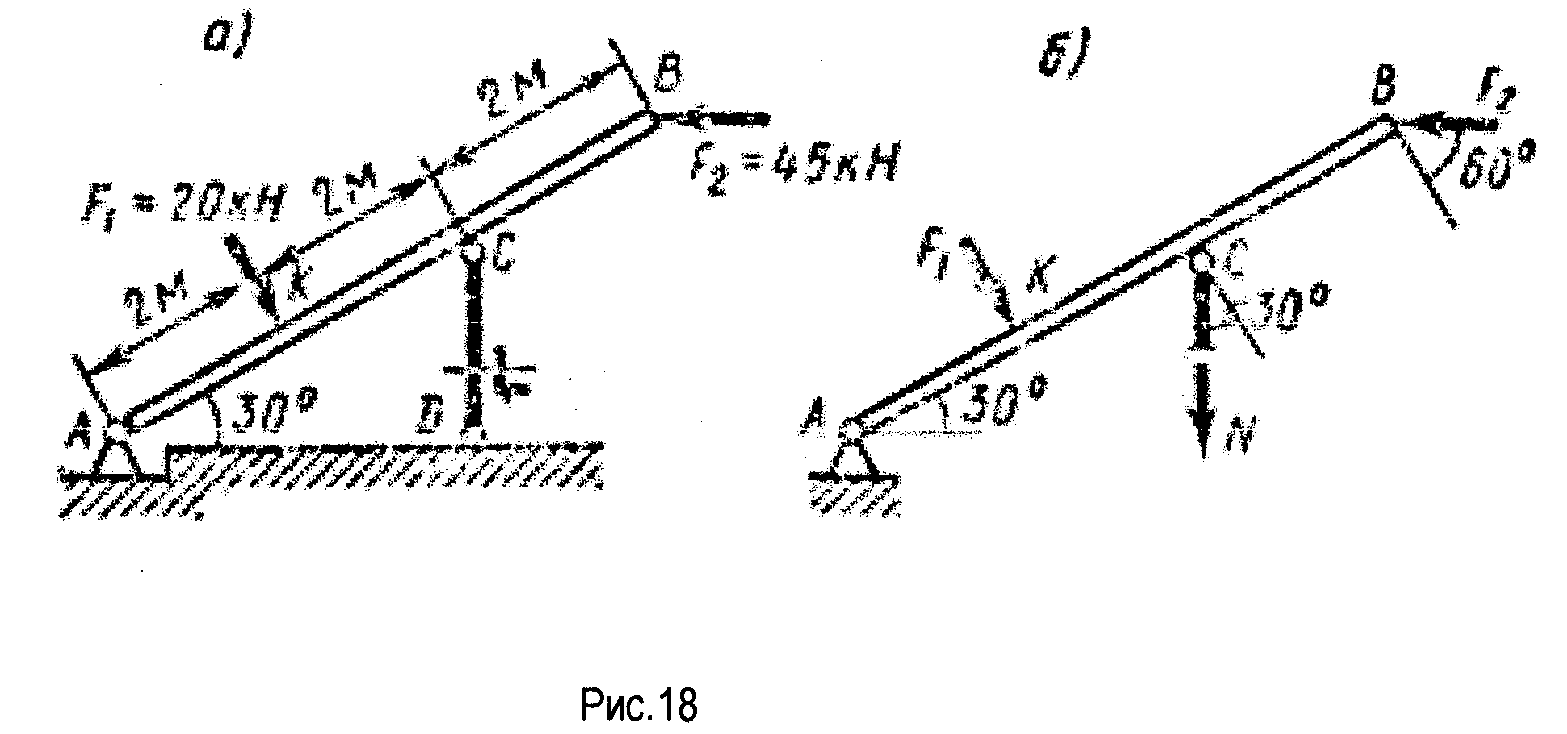 а)
2 м
B
F₂ = 45 кН
F₁ = 20 кН
2 м
K
C
2 м
A
30°
D
б)
B
F₂
60°
F₁
K
C
30°
A
30°
N
Рис.18